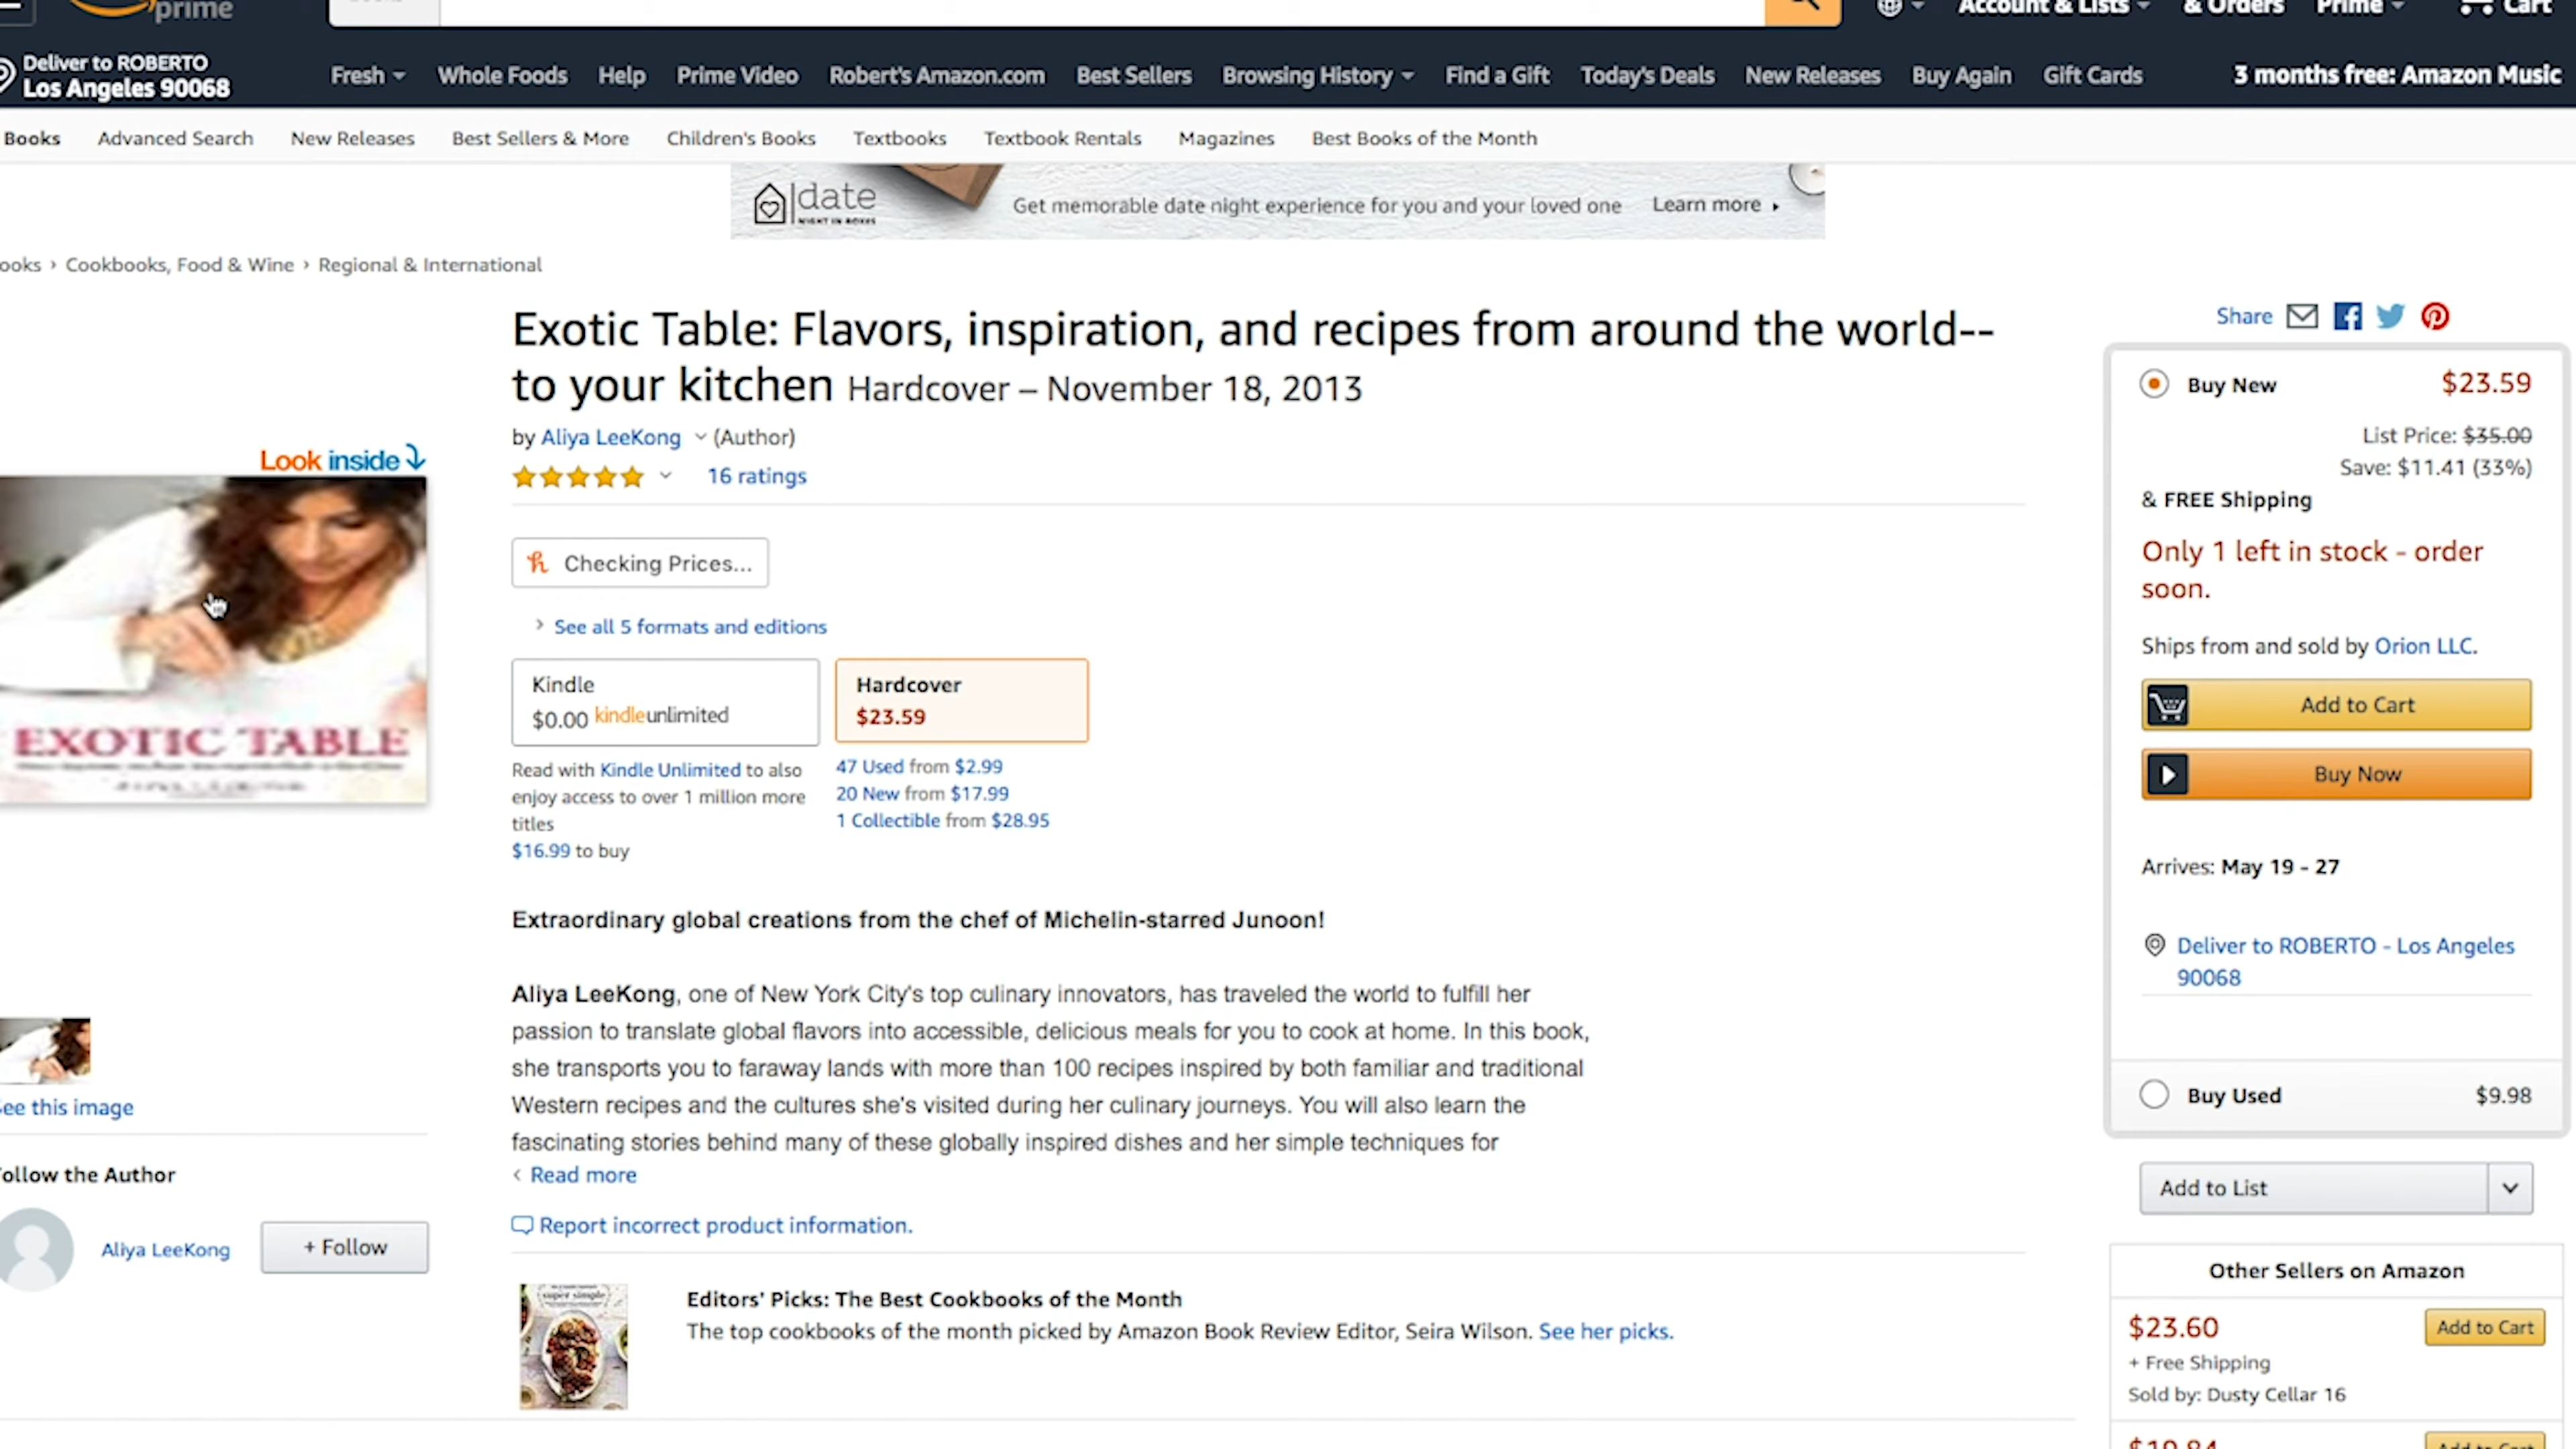 prime
Account & Lists
& Orders
Prime
Cart
Deliver to ROBERTO
Los Angeles 90068
Fresh
Whole Foods
Help
Prime Video
Robert's Amazon.com
Best Sellers
Browsing History
Find a Gift
Today's Deals
New Releases
Buy Again
Gift Cards
3 months free: Amazon Music
Books
Advanced Search
New Releases
Best Sellers & More
Children's Books
Textbooks
Textbook Rentals
Magazines
Best Books of the Month
date
NIGHT IN BOXES
Get memorable date night experience for you and your loved one
Learn more
ooks › Cookbooks, Food & Wine › Regional & International
Exotic Table: Flavors, inspiration, and recipes from around the world--
to your kitchen Hardcover – November 18, 2013
by Aliya LeeKong (Author)
16 ratings
Look inside
EXOTIC TABLE
Checking Prices...
See all 5 formats and editions
Kindle
$0.00 kindleunlimited
Hardcover
$23.59
Read with Kindle Unlimited to also
enjoy access to over 1 million more
titles
$16.99 to buy
47 Used from $2.99
20 New from $17.99
1 Collectible from $28.95
Extraordinary global creations from the chef of Michelin-starred Junoon!
Aliya LeeKong, one of New York City's top culinary innovators, has traveled the world to fulfill her
passion to translate global flavors into accessible, delicious meals for you to cook at home. In this book,
she transports you to faraway lands with more than 100 recipes inspired by both familiar and traditional
Western recipes and the cultures she's visited during her culinary journeys. You will also learn the
fascinating stories behind many of these globally inspired dishes and her simple techniques for
‹ Read more
Report incorrect product information.
ee this image
ollow the Author
Aliya LeeKong
+ Follow
super simple
Editors' Picks: The Best Cookbooks of the Month
The top cookbooks of the month picked by Amazon Book Review Editor, Seira Wilson. See her picks.
Share
Buy New
$23.59
List Price: $35.00
Save: $11.41 (33%)
& FREE Shipping
Only 1 left in stock - order
soon.
Ships from and sold by Orion LLC.
Add to Cart
Buy Now
Arrives: May 19 - 27
Deliver to ROBERTO - Los Angeles
90068
Buy Used
$9.98
Add to List
Other Sellers on Amazon
$23.60
Add to Cart
+ Free Shipping
Sold by: Dusty Cellar 16
$19.84
Add to Cart